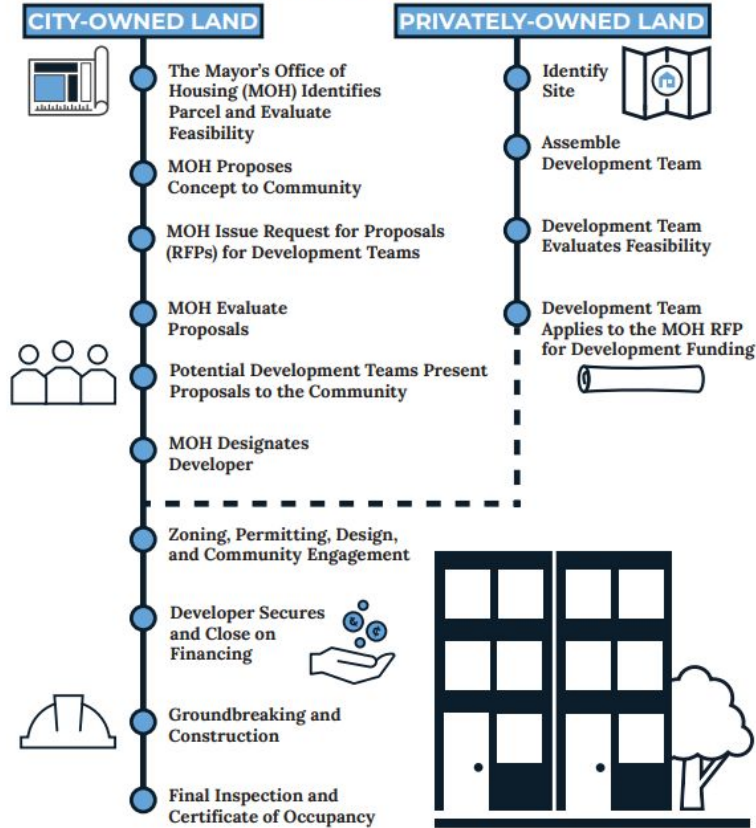 CITY-OWNED LAND
The Mayor's Office of
Housing (MOH) Identifies
Parcel and Evaluate
Feasibility
MOH Proposes
Concept to Community
MOH Issue Request for Proposals
(RFPs) for Development Teams
MOH Evaluate
Proposals
Potential Development Teams Present
Proposals to the Community
MOH Designates
Developer
PRIVATELY-OWNED LAND
Identify
Site
Assemble
Development Team
Development Team
Evaluates Feasibility
Development Team
Applies to the MOH RFP
for Development Funding
Zoning, Permitting, Design,
and Community Engagement
Developer Secures
and Close on
Financing
Groundbreaking and
Construction
Final Inspection and
Certificate of Occupancy